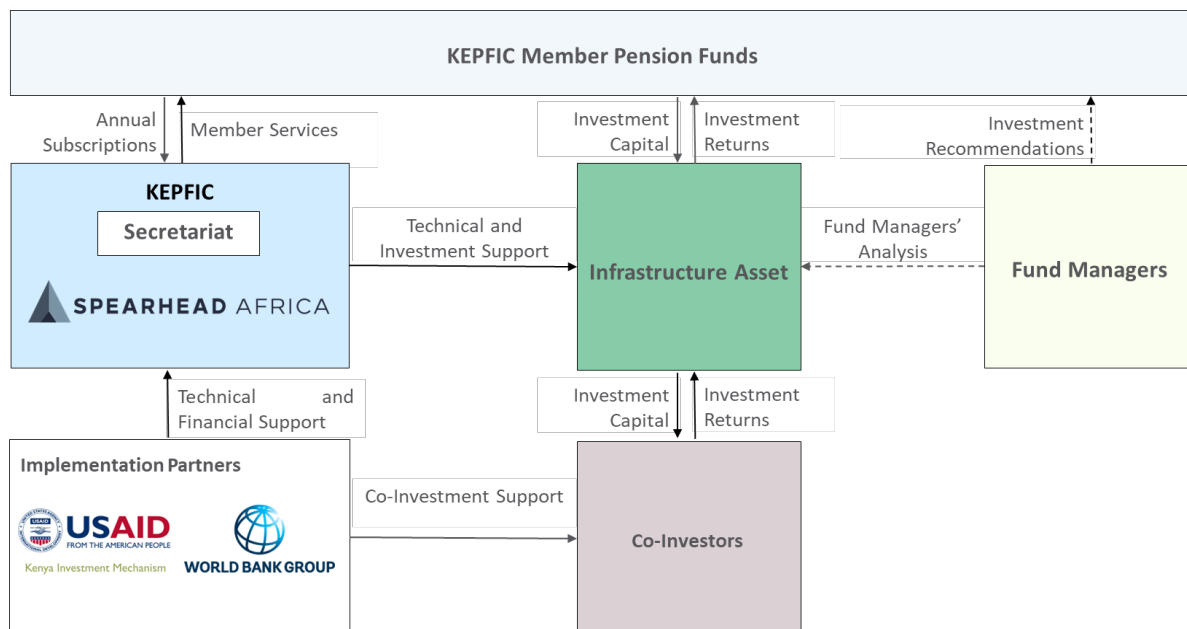 KEPFIC Member Pension Funds
Annual
Subscriptions
Member Services
Investment
Capital
Investment
Returns
Investment
Recommendations
KEPFIC
Secretariat
SPEARHEAD AFRICA
Technical and
Investment Support
Infrastructure Asset
Fund Managers'
Analysis
Fund Managers
Technical and
Financial Support
Investment
Capital
Investment
Returns
Implementation Partners
USAID
FROM THE AMERICAN PEOPLE
Kenya Investment Mechanism
WORLD BANK GROUP
Co-Investment Support
Co-Investors